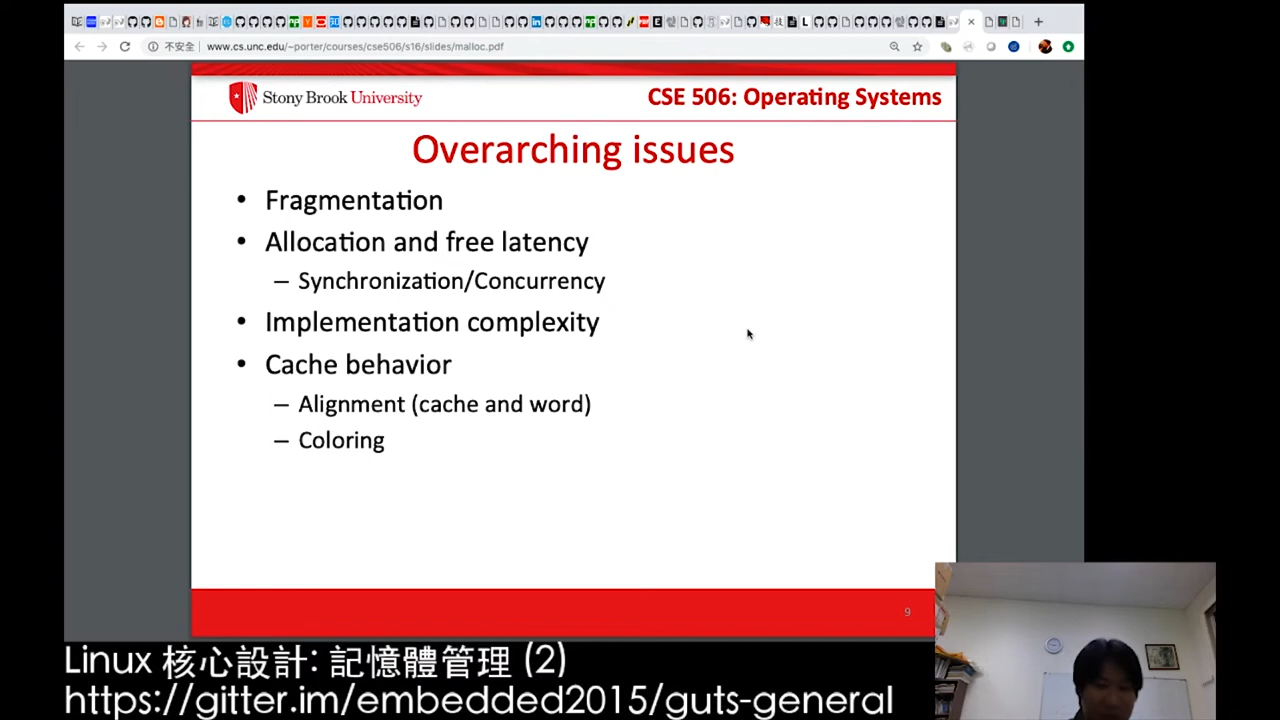 不安全 www.cs.unc.edu/~porter/courses/cse506/s16/slides/malloc.pdf
Stony Brook University
CSE 506: Operating Systems
Overarching issues
• Fragmentation
• Allocation and free latency
– Synchronization/Concurrency
• Implementation complexity
• Cache behavior
– Alignment (cache and word)
– Coloring
9
Linux 核心設計: 記憶體管理 (2)
https://gitter.im/embedded2015/guts-general